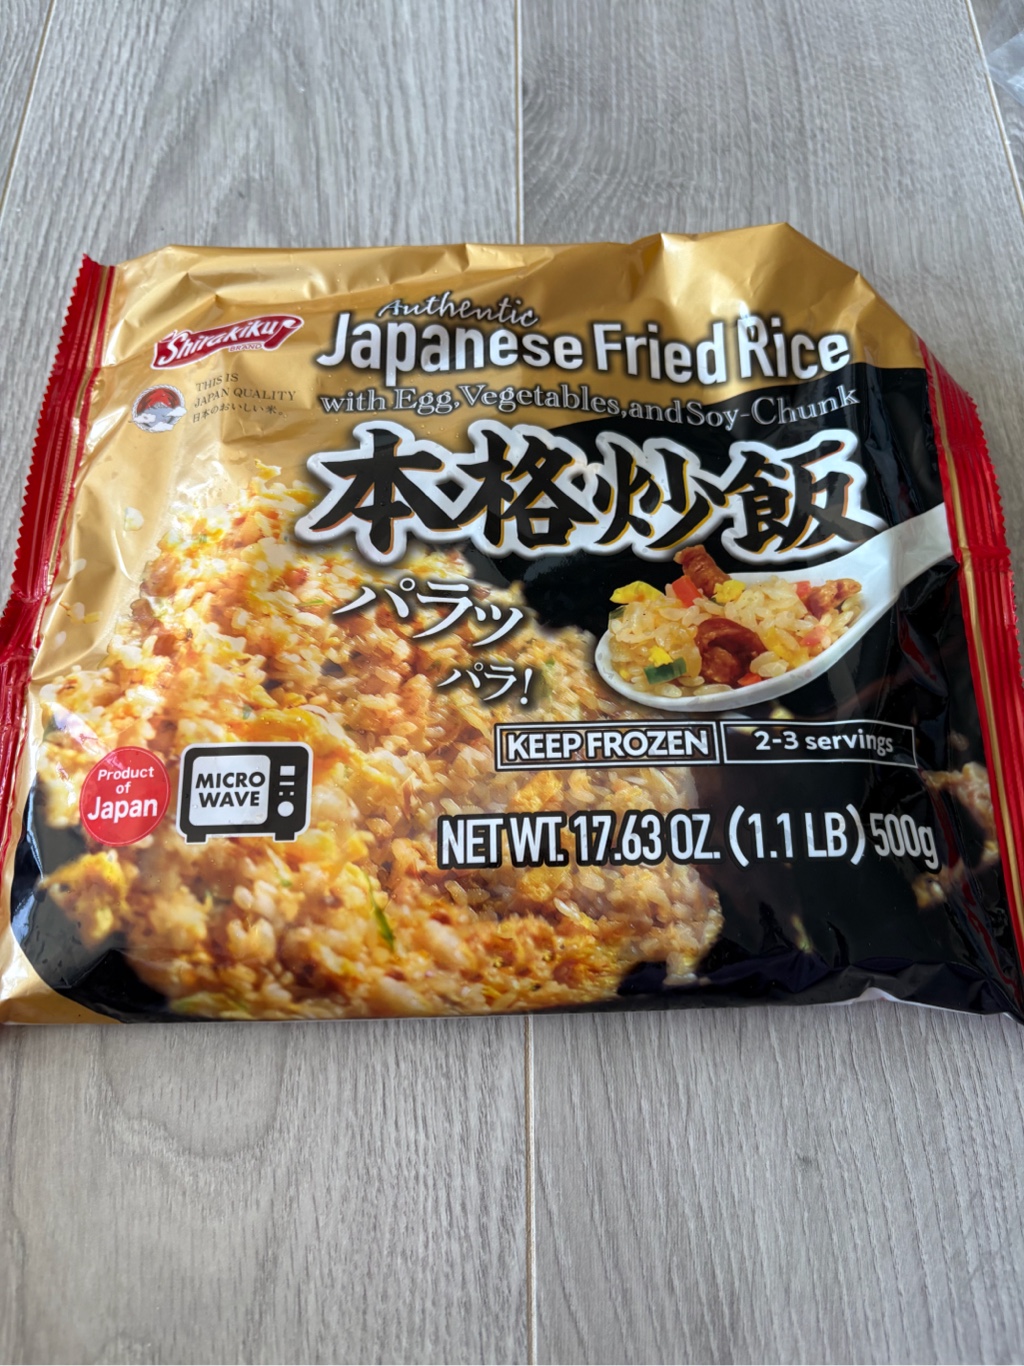 Authentic
Japanese Fried Rice
with Egg, Vegetables, and Soy-Chunk
Shirakiku
BRAND
THIS IS
JAPAN QUALITY
日本のおいしい米。
本格炒飯
パラッ
パラ!
KEEP FROZEN
2-3 servings
Product
of
Japan
MICRO
WAVE
NET WT. 17.63 OZ. (1.1 LB) 500g